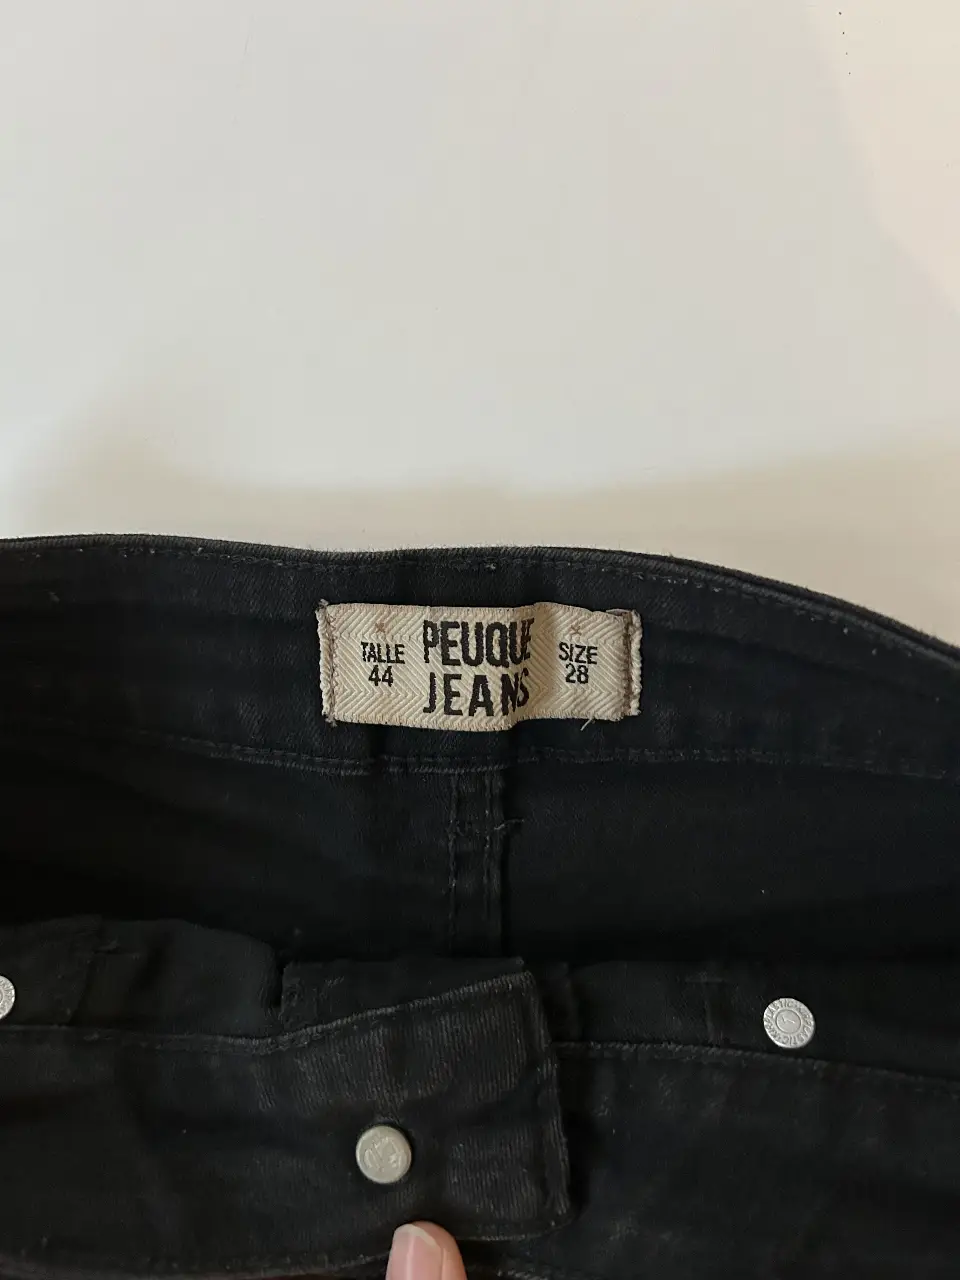 TALLE
44
PEUQUE
JEANS
SIZE
28